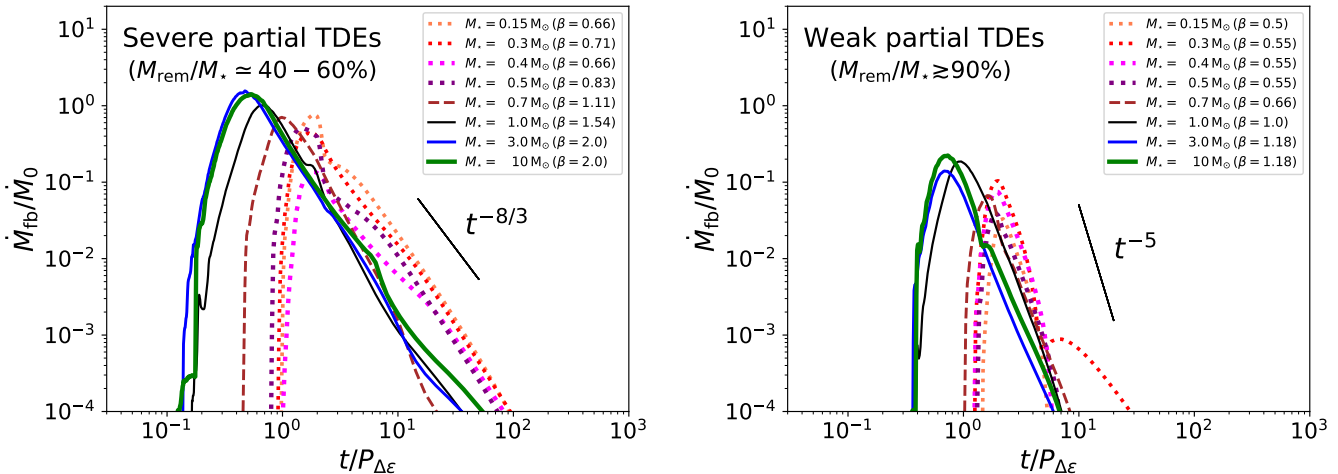 Severe partial TDEs
(M_rem/M_⋆ ≃ 40 − 60%)
M_⋆ = 0.15 M_⊙ (β = 0.66)
M_⋆ = 0.3 M_⊙ (β = 0.71)
M_⋆ = 0.4 M_⊙ (β = 0.66)
M_⋆ = 0.5 M_⊙ (β = 0.83)
M_⋆ = 0.7 M_⊙ (β = 1.11)
M_⋆ = 1.0 M_⊙ (β = 1.54)
M_⋆ = 3.0 M_⊙ (β = 2.0)
M_⋆ = 10 M_⊙ (β = 2.0)
t^{−8/3}
10^1
10^0
10^{−1}
10^{−2}
10^{−3}
10^{−4}
Ṁ_fb/Ṁ_0
10^{−1} 10^0 10^1 10^2 10^3
t/P_{Δε}
Weak partial TDEs
(M_rem/M_⋆ ≳ 90%)
M_⋆ = 0.15 M_⊙ (β = 0.5)
M_⋆ = 0.3 M_⊙ (β = 0.55)
M_⋆ = 0.4 M_⊙ (β = 0.55)
M_⋆ = 0.5 M_⊙ (β = 0.55)
M_⋆ = 0.7 M_⊙ (β = 0.66)
M_⋆ = 1.0 M_⊙ (β = 1.0)
M_⋆ = 3.0 M_⊙ (β = 1.18)
M_⋆ = 10 M_⊙ (β = 1.18)
t^{−5}
10^1
10^0
10^{−1}
10^{−2}
10^{−3}
10^{−4}
Ṁ_fb/Ṁ_0
10^{−1} 10^0 10^1 10^2 10^3
t/P_{Δε}